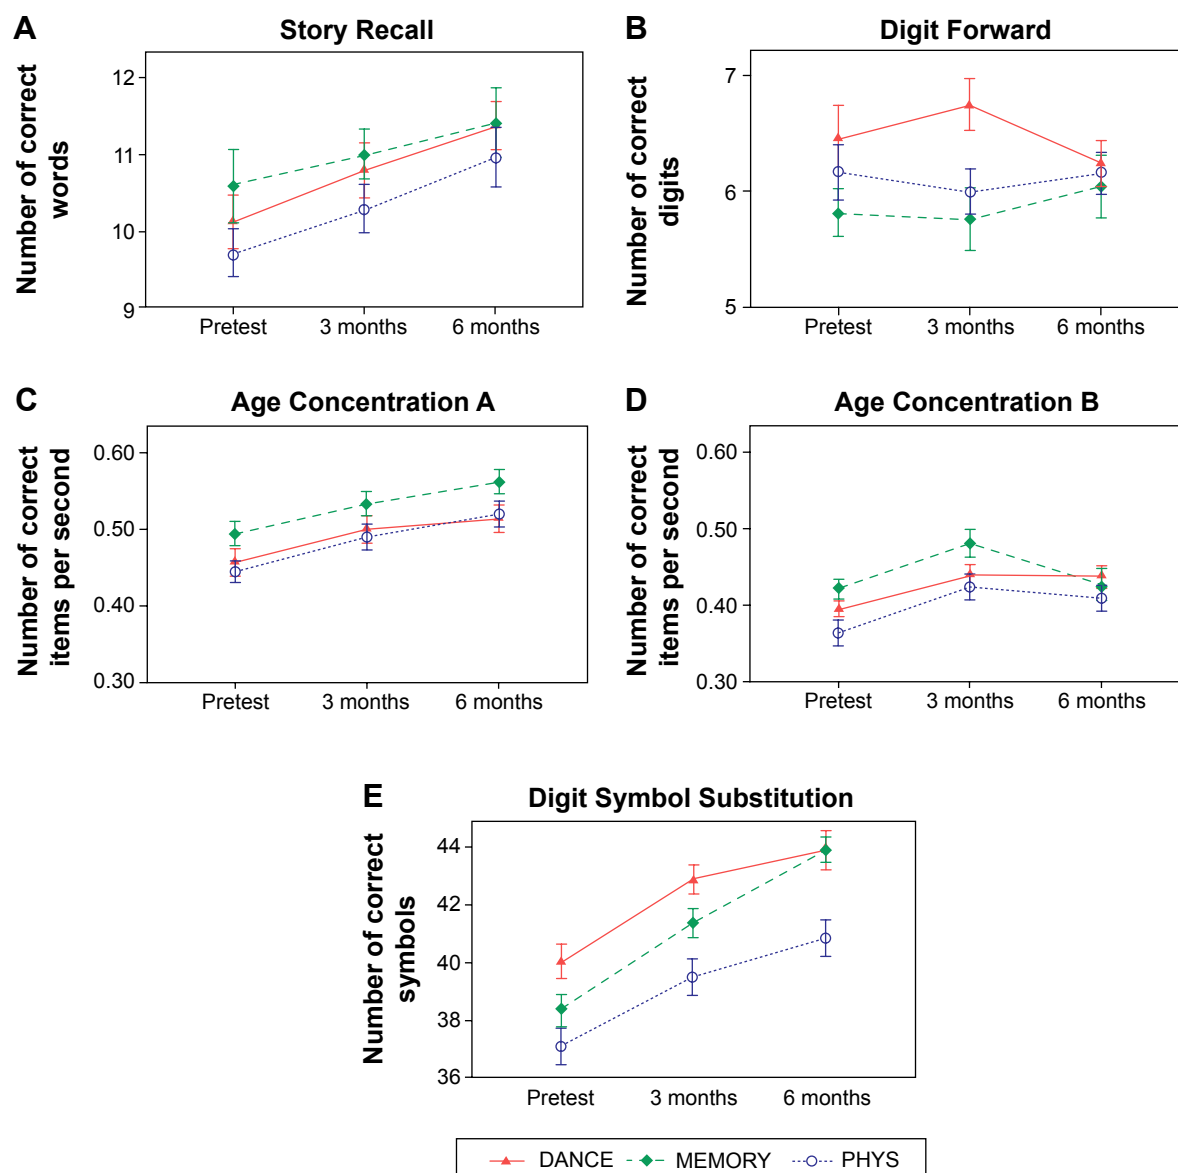 A
Story Recall
Number of correct
words
12
11
10
9
Pretest 3 months 6 months
B
Digit Forward
Number of correct
digits
7
6
5
Pretest 3 months 6 months
C
Age Concentration A
Number of correct
items per second
0.60
0.50
0.40
0.30
Pretest 3 months 6 months
D
Age Concentration B
Number of correct
items per second
0.60
0.50
0.40
0.30
Pretest 3 months 6 months
E
Digit Symbol Substitution
Number of correct
symbols
44
42
40
38
36
Pretest 3 months 6 months
DANCE MEMORY PHYS